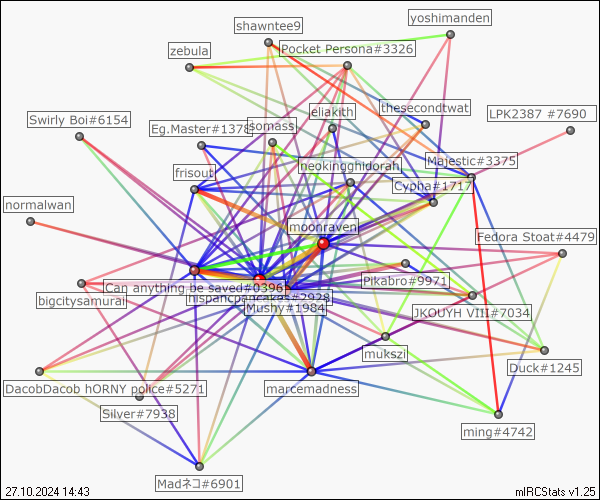 yoshimanden
shawntee9
zebula
Pocket Persona#3326
thesecondtwat
LPK2387 #7690
eliakith
Swirly Boi#6154
Eg.Master#1378
somass
Majestic#3375
neokingghidorah
frisout
Cypha#1717
normalwan
moonraven
Fedora Stoat#4479
Pikabro#9971
Can anything be saved#0396
bigcitysamurai
hispancpancakes#2928
Mushy#1984
JKOUYH VIII#7034
mukszi
Duck#1245
DacobDacob hORNY police#5271
marcemadness
Silver#7938
ming#4742
Madネコ#6901
27.10.2024 14:43
mIRCStats v1.25